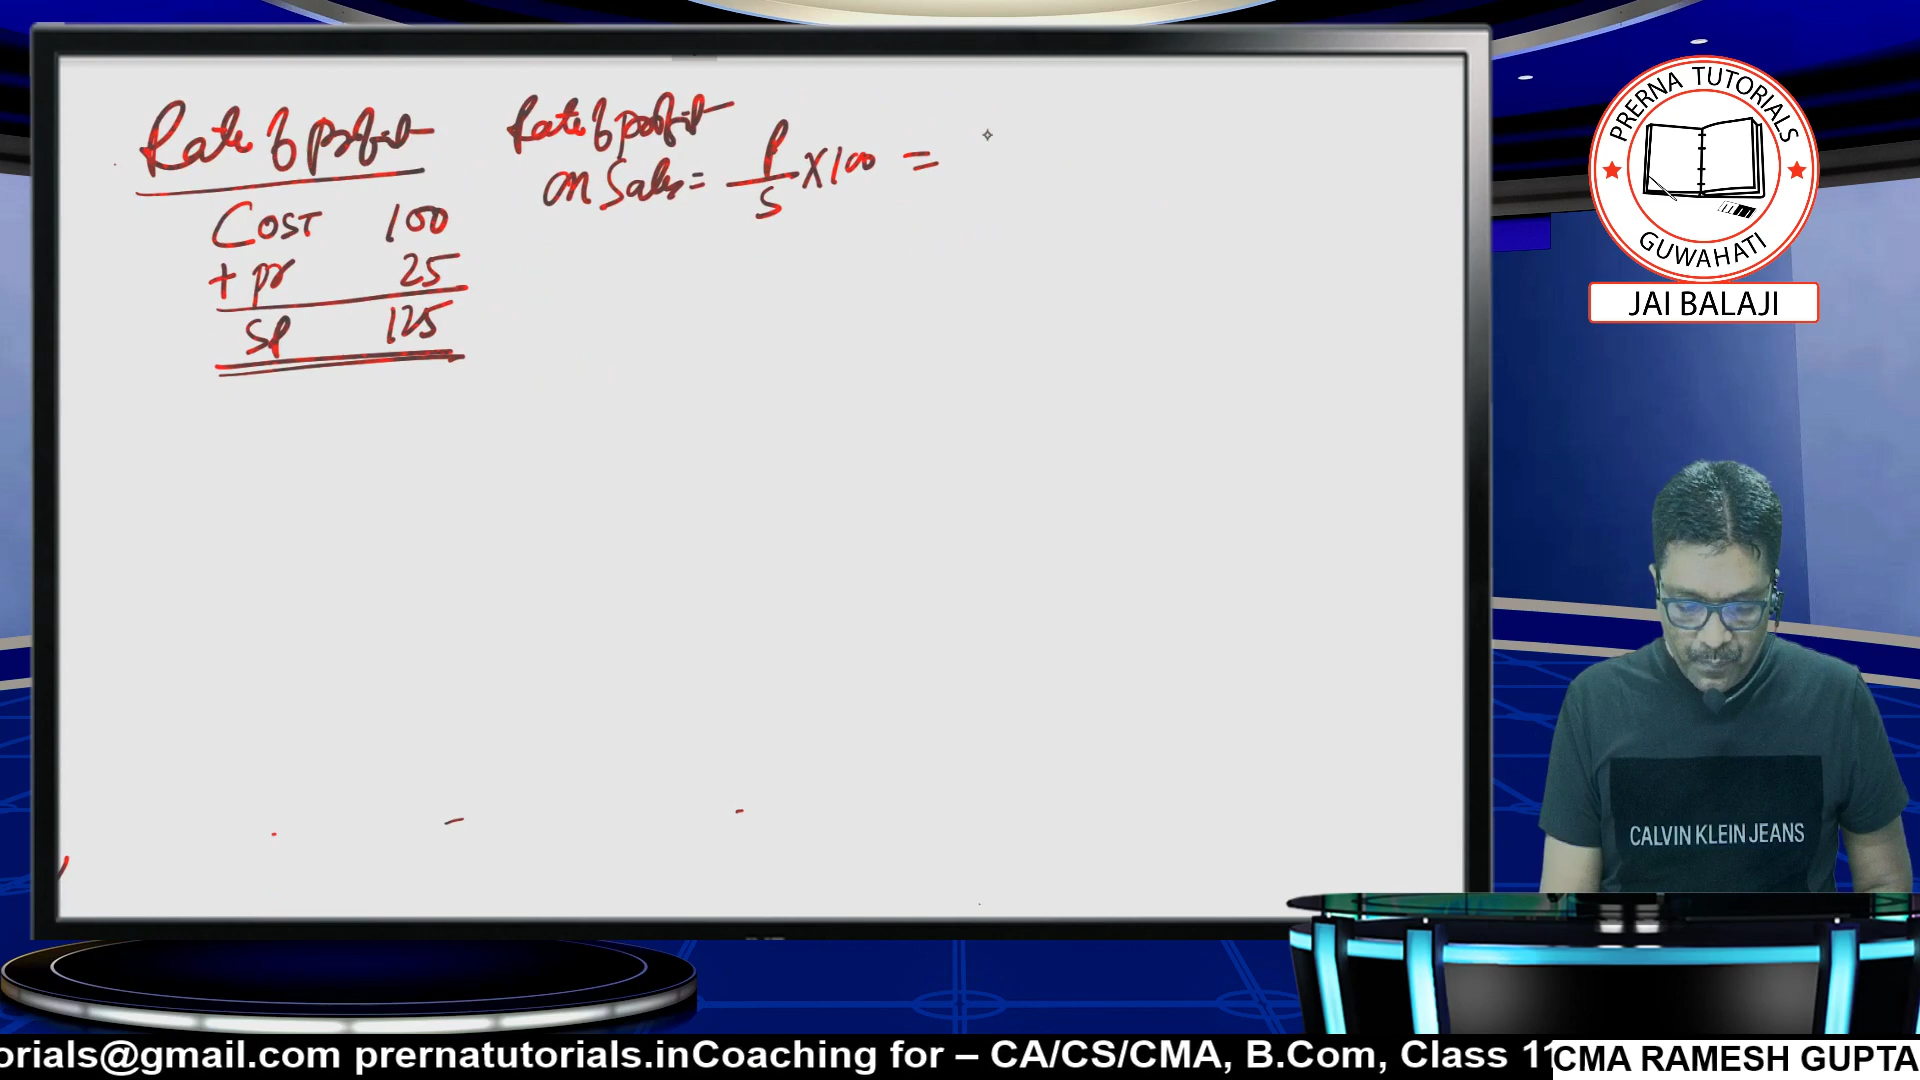 Rate of profit
Cost 100
+ pr 25
SP 125
Rate of profit
on Sales = P/S X 100 =
PRERNA TUTORIALS
GUWAHATI
JAI BALAJI
CALVIN KLEIN JEANS
orials@gmail.com prernatutorials.inCoaching for – CA/CS/CMA, B.Com, Class 11
CMA RAMESH GUPTA